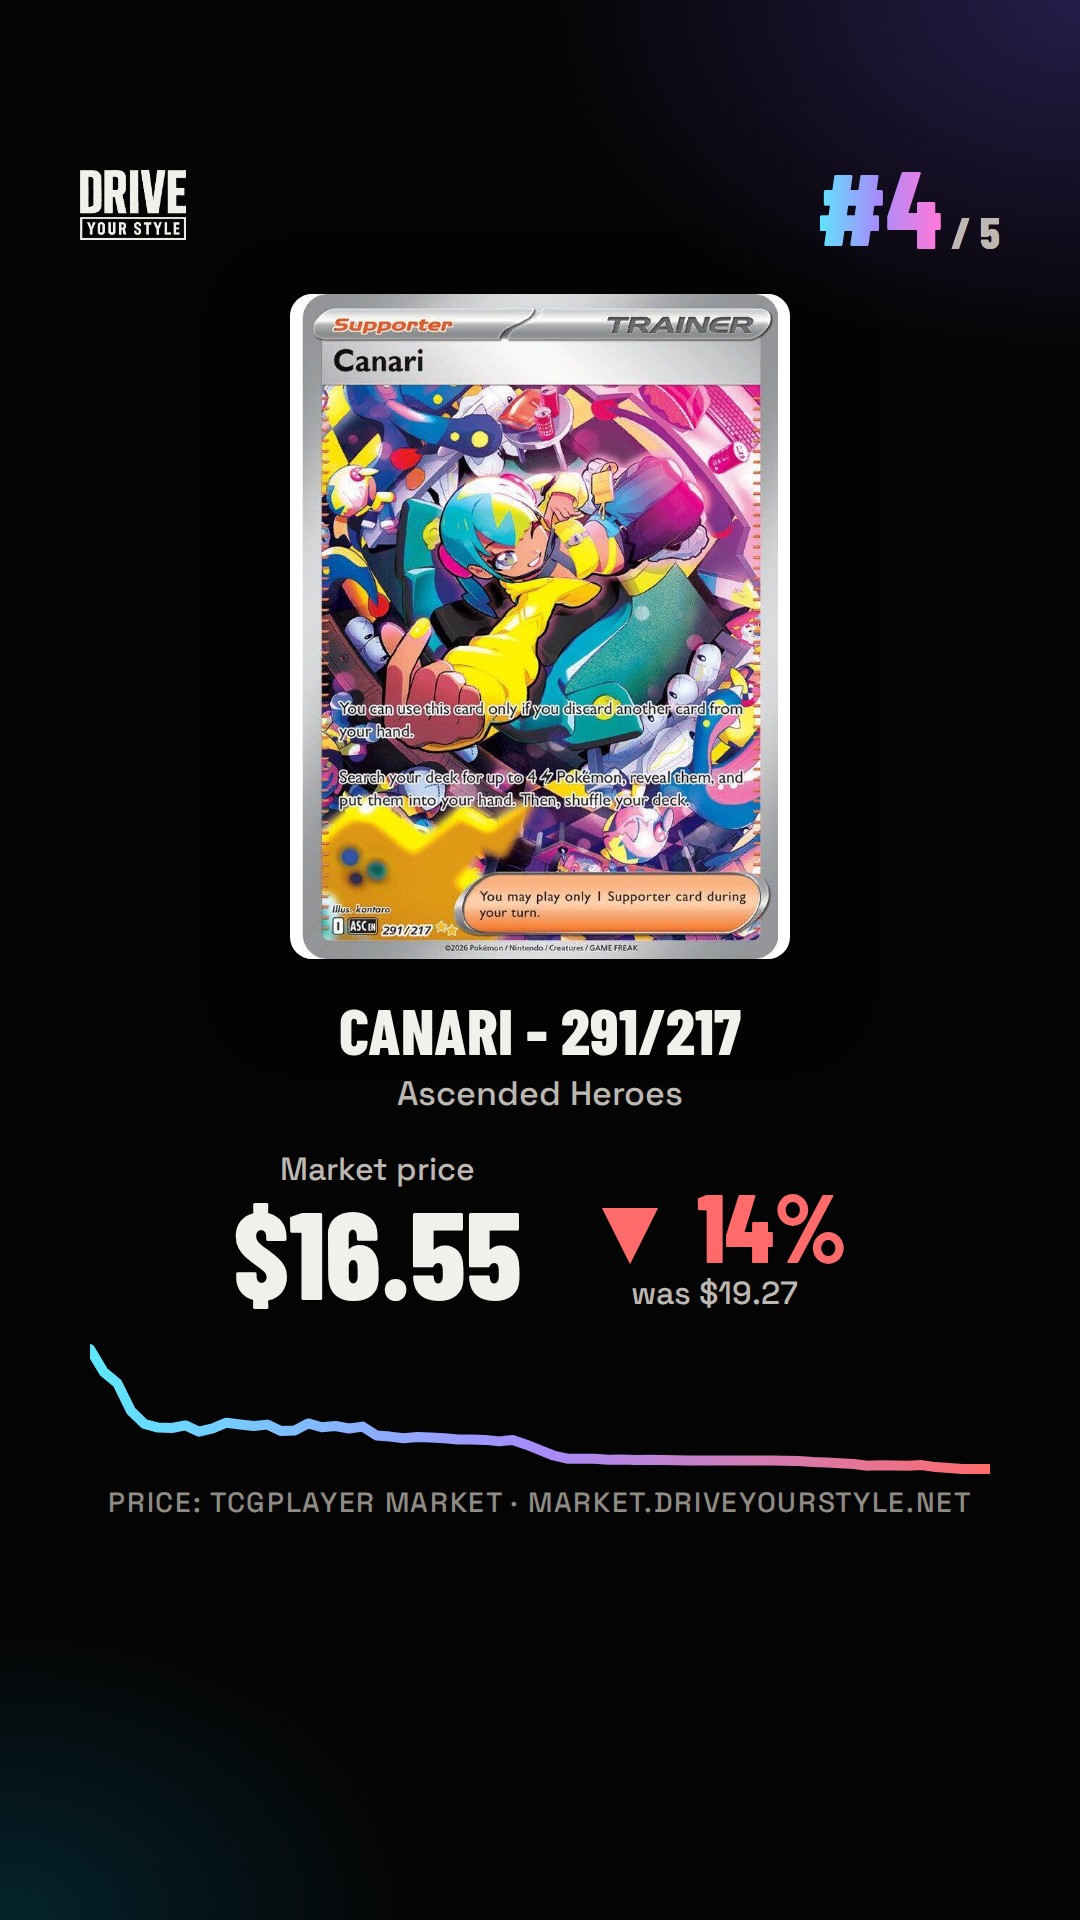 DRIVE
YOUR STYLE
#4 / 5
Supporter
TRAINER
Canari
You can use this card only if you discard another card from
your hand.
Search your deck for up to 4 Pokémon, reveal them, and
put them into your hand. Then, shuffle your deck.
You may play only 1 Supporter card during
your turn.
Illus. kantaro
I ASC EN 291/217
©2026 Pokémon / Nintendo / Creatures / GAME FREAK
CANARI - 291/217
Ascended Heroes
Market price
$16.55
▼ 14%
was $19.27
PRICE: TCGPLAYER MARKET · MARKET.DRIVEYOURSTYLE.NET